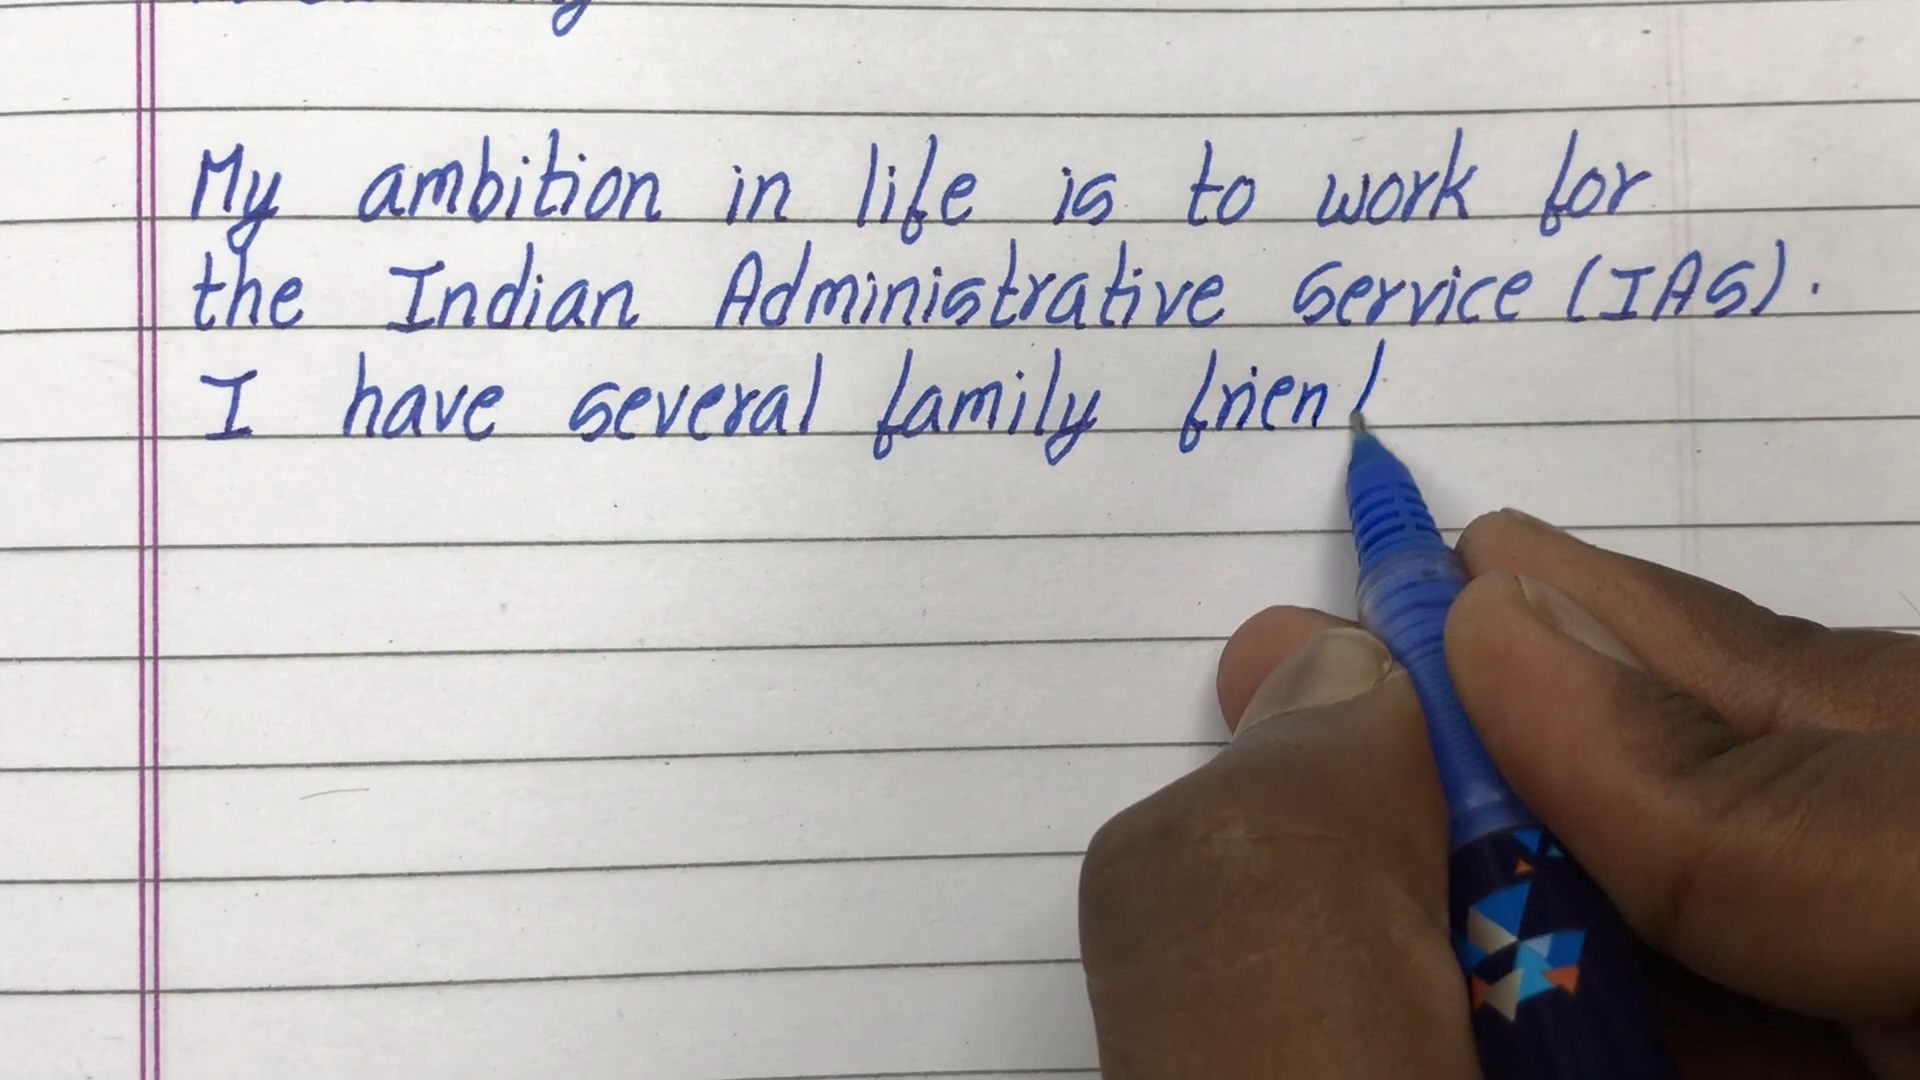 My ambition in life is to work for
the Indian Administrative Service (IAS).
I have several family frien